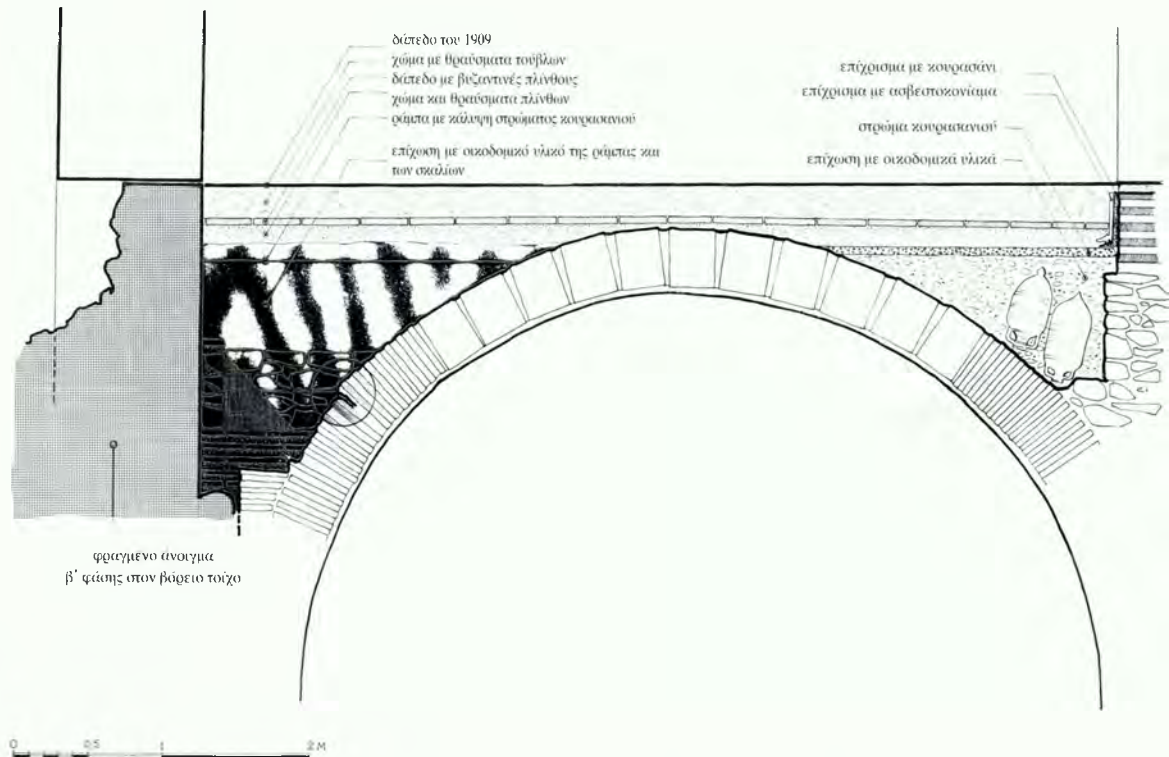 δάπεδο του 1909
χώμα με θραύσματα τούβλων
δάπεδο με βυζαντινές πλίνθους
χώμα και θραύσματα πλίνθων
ράμπα με κάλυψη στρώματος κουρασανιού
επίχωση με οικοδομικό υλικό της ράμπας και
των σκαλίων
επίχρισμα με κουρασάνι
επίχρισμα με ασβεστοκονίαμα
στρώμα κουρασανιού
επίχωση με οικοδομικά υλικά
φραγμένο άνοιγμα
β' φάσης στον βόρειο τοίχο
0 0,5 1 2 M